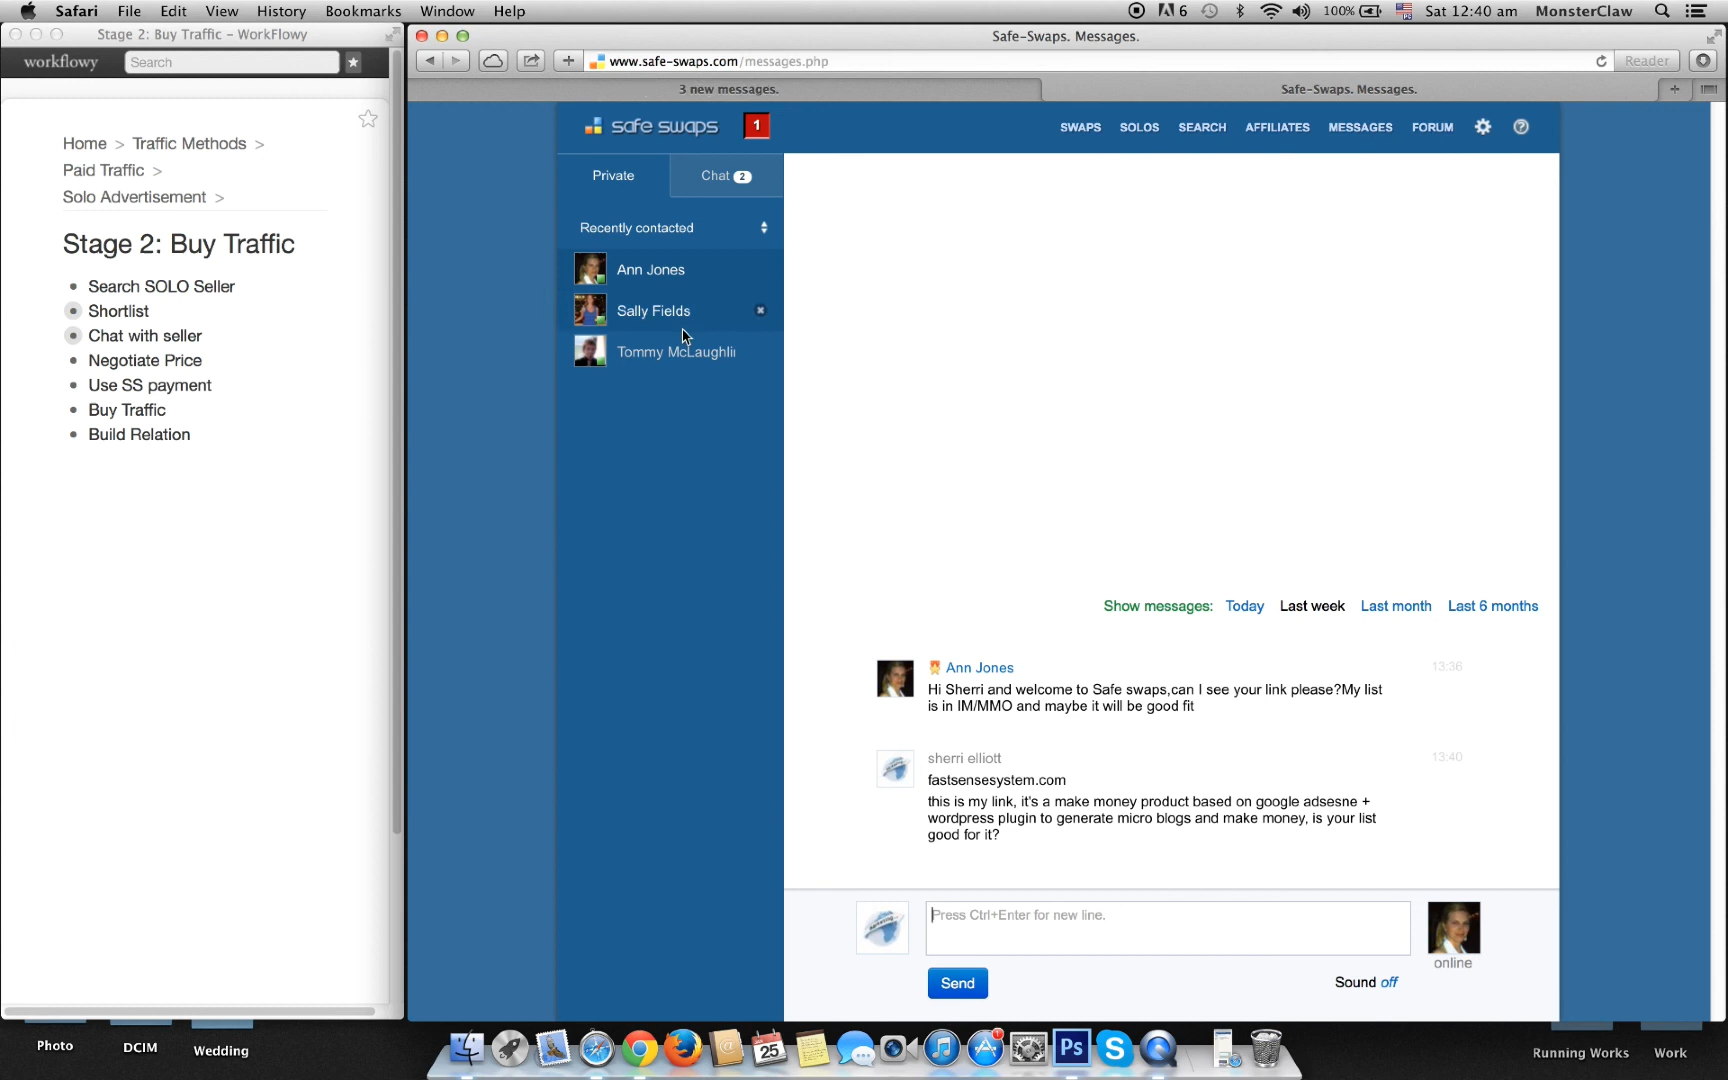 Safari File Edit View History Bookmarks Window Help
6 100% Sat 12:40 am MonsterClaw
Stage 2: Buy Traffic – WorkFlowy
workflowy Search
Home > Traffic Methods >
Paid Traffic >
Solo Advertisement >
Stage 2: Buy Traffic
Search SOLO Seller
Shortlist
Chat with seller
Negotiate Price
Use SS payment
Buy Traffic
Build Relation
Safe-Swaps. Messages.
www.safe-swaps.com/messages.php Reader
3 new messages. Safe-Swaps. Messages.
safe swaps 1 SWAPS SOLOS SEARCH AFFILIATES MESSAGES FORUM
Private Chat 2
Recently contacted
Ann Jones
Sally Fields
Tommy McLaughli
Show messages: Today Last week Last month Last 6 months
Ann Jones 13:36
Hi Sherri and welcome to Safe swaps,can I see your link please?My list
is in IM/MMO and maybe it will be good fit
sherri elliott 13:40
fastsensesystem.com
this is my link, it's a make money product based on google adsesne +
wordpress plugin to generate micro blogs and make money, is your list
good for it?
Press Ctrl+Enter for new line.
online
Send Sound off
Photo DCIM Wedding
25 1 Ps
Running Works Work